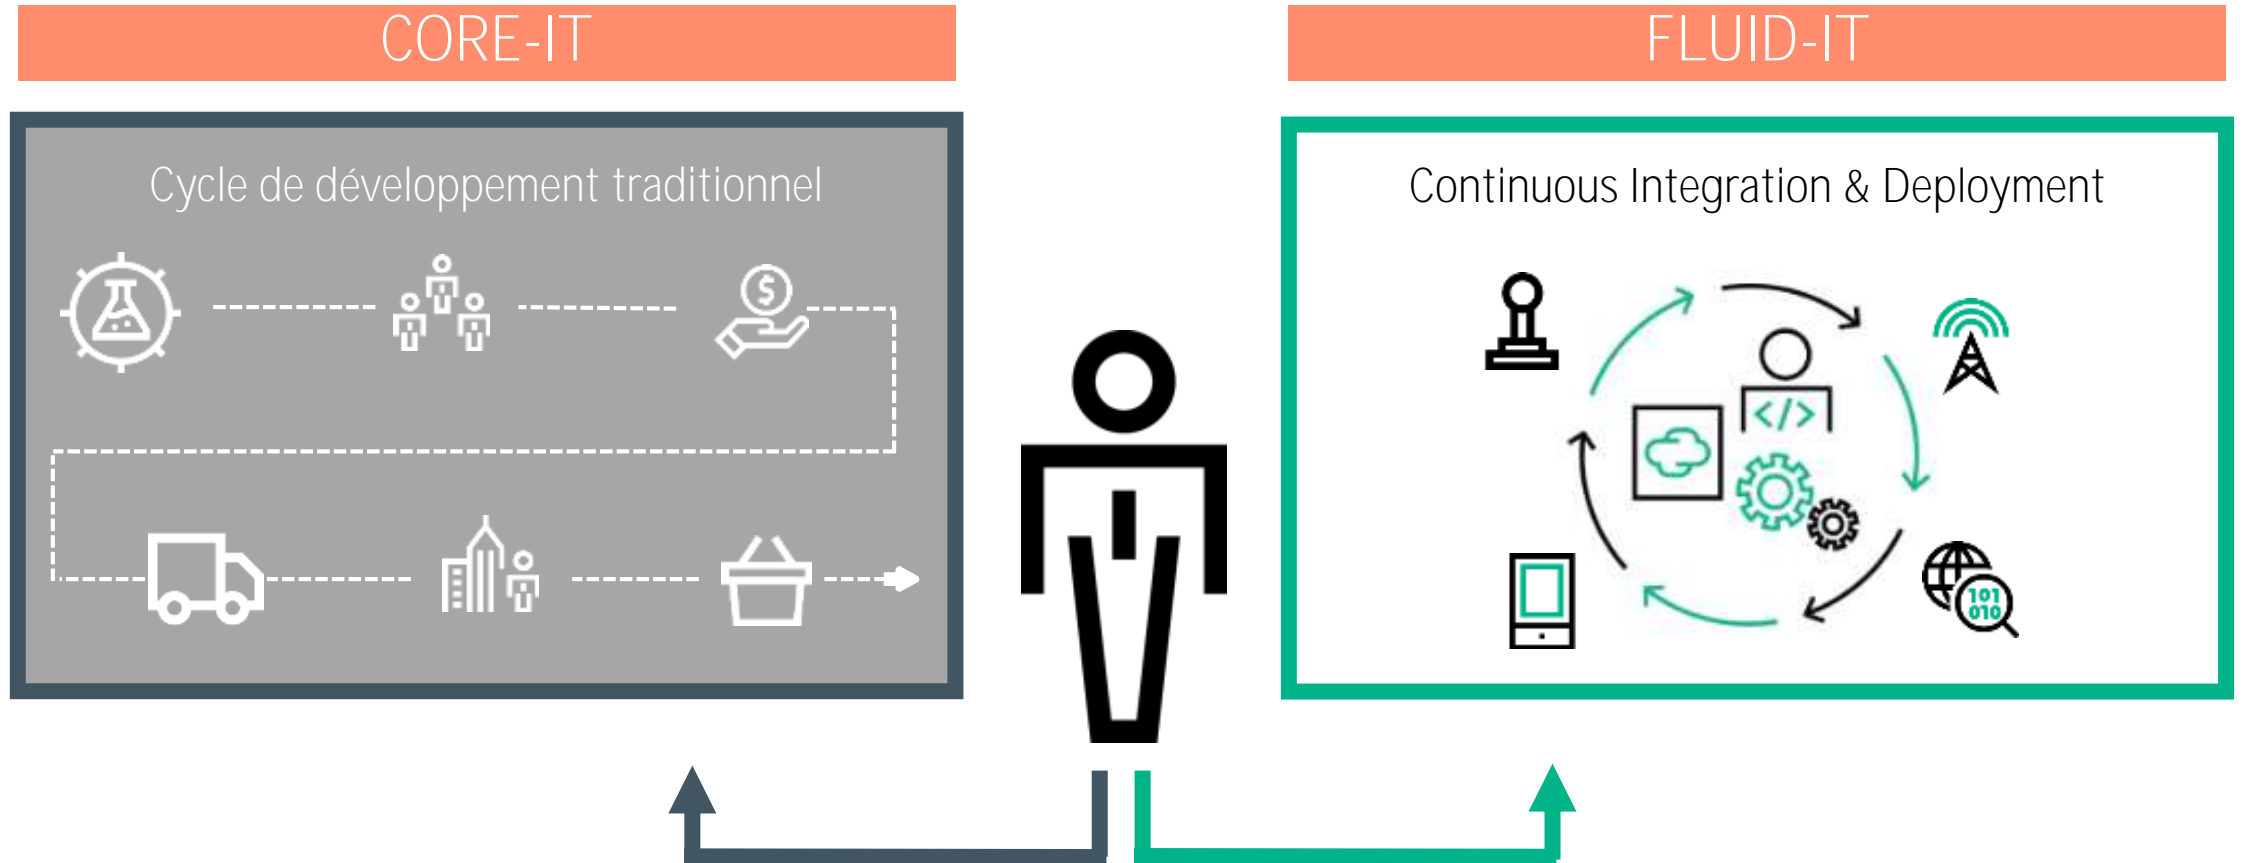 CORE-IT
FLUID-IT
Cycle de développement traditionnel
Continuous Integration & Deployment
$
</>
101
010